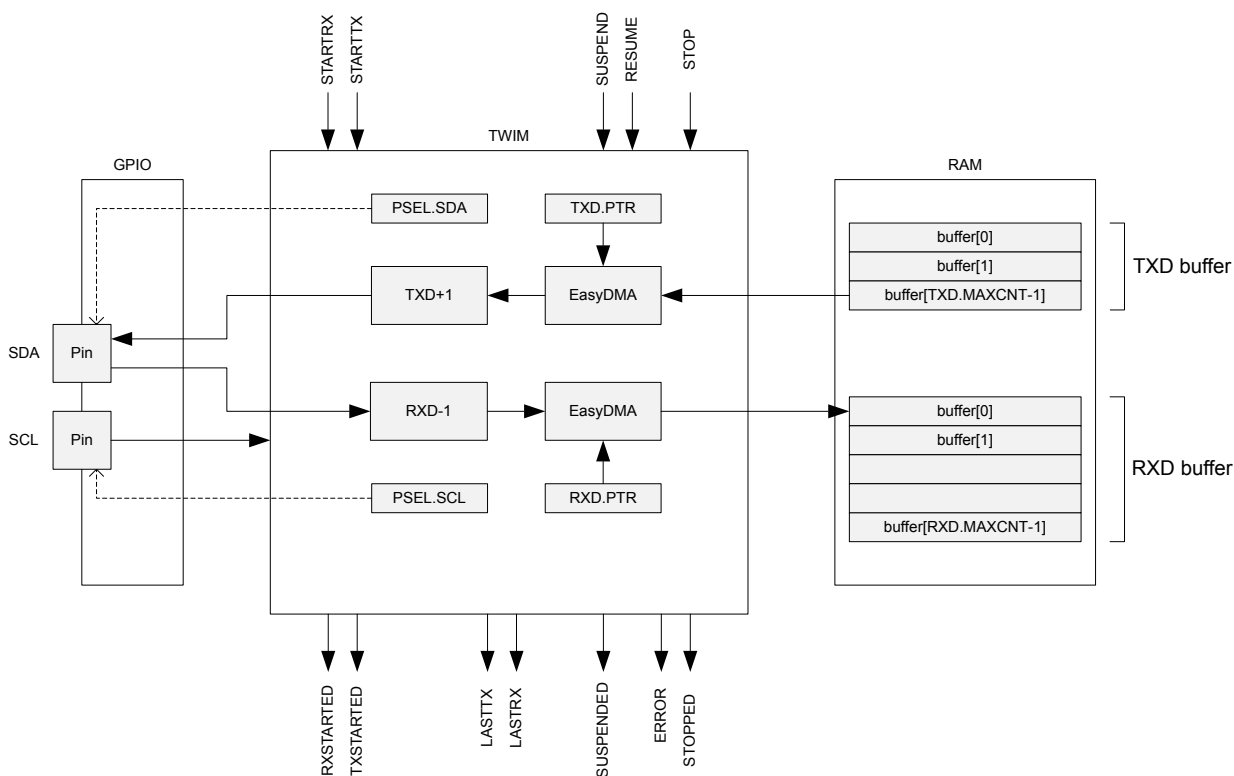 STARTRX
STARTTX
SUSPEND
RESUME
STOP
TWIM
GPIO
RAM
PSEL.SDA
TXD.PTR
buffer[0]
buffer[1]
buffer[TXD.MAXCNT-1]
TXD buffer
TXD+1
EasyDMA
SDA
Pin
RXD-1
EasyDMA
SCL
Pin
buffer[0]
buffer[1]
buffer[RXD.MAXCNT-1]
RXD buffer
PSEL.SCL
RXD.PTR
RXSTARTED
TXSTARTED
LASTTX
LASTRX
SUSPENDED
ERROR
STOPPED